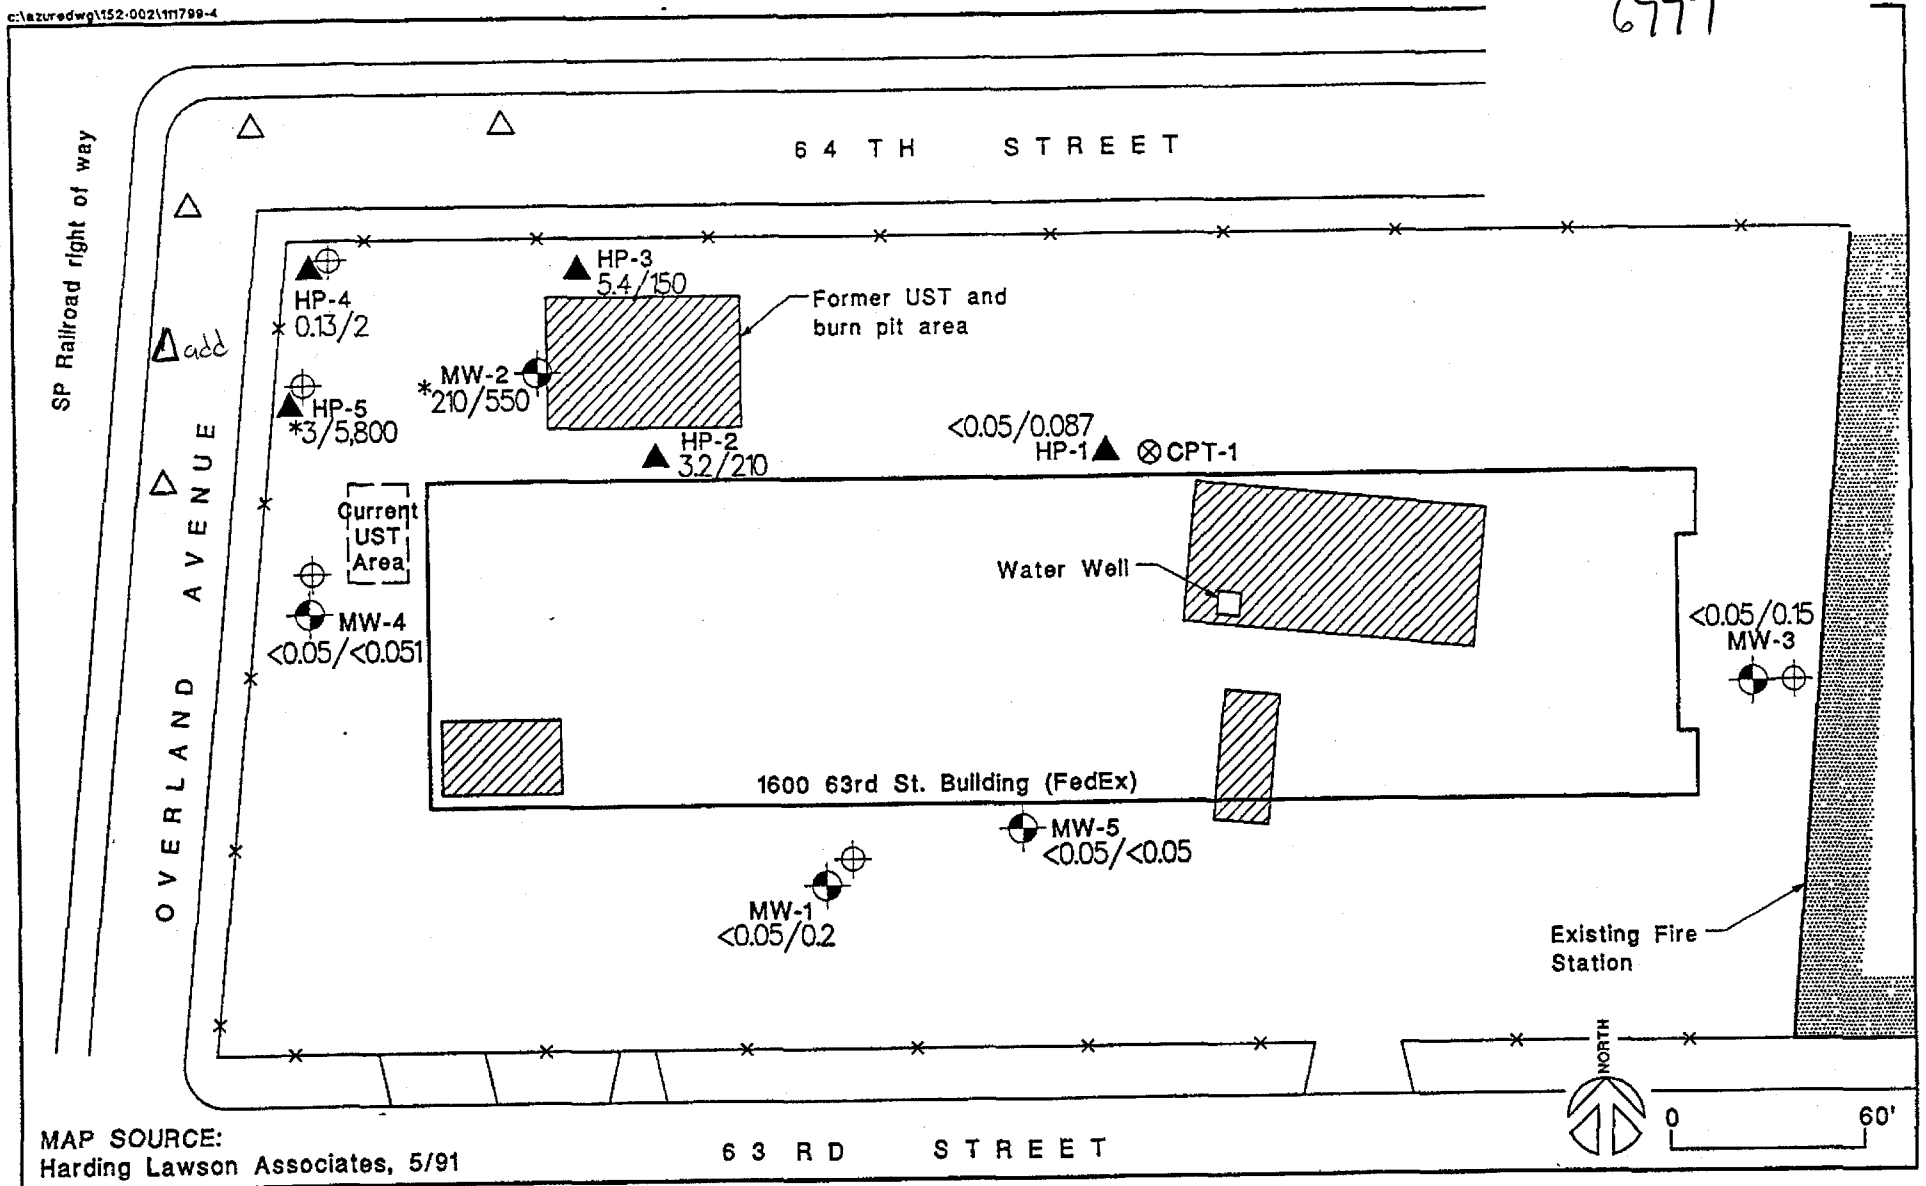 c:\azuredwg\152-002\111799-4
6777
SP Railroad right of way
64TH STREET
HP-3
5.4/150
HP-4
0.13/2
Former UST and
burn pit area
add
MW-2
*210/550
HP-5
*3/5,800
HP-2
3.2/210
<0.05/0.087
HP-1
CPT-1
OVERLAND AVENUE
Current
UST
Area
Water Well
MW-4
<0.05/<0.051
<0.05/0.15
MW-3
1600 63rd St. Building (FedEx)
MW-5
<0.05/<0.05
MW-1
<0.05/0.2
Existing Fire
Station
NORTH
0 60'
MAP SOURCE:
Harding Lawson Associates, 5/91
63RD STREET